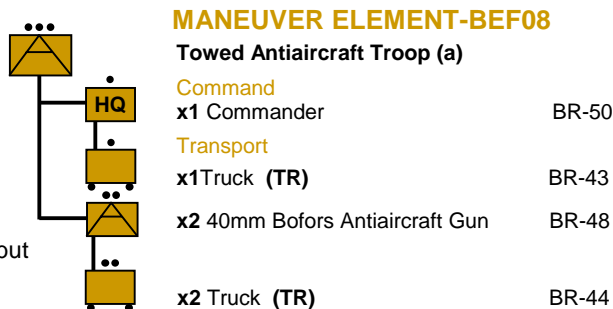 MANEUVER ELEMENT-BEF08
Towed Antiaircraft Troop (a)
Command
HQ
x1 Commander BR-50
Transport
x1Truck (TR) BR-43
x2 40mm Bofors Antiaircraft Gun BR-48
out
x2 Truck (TR) BR-44